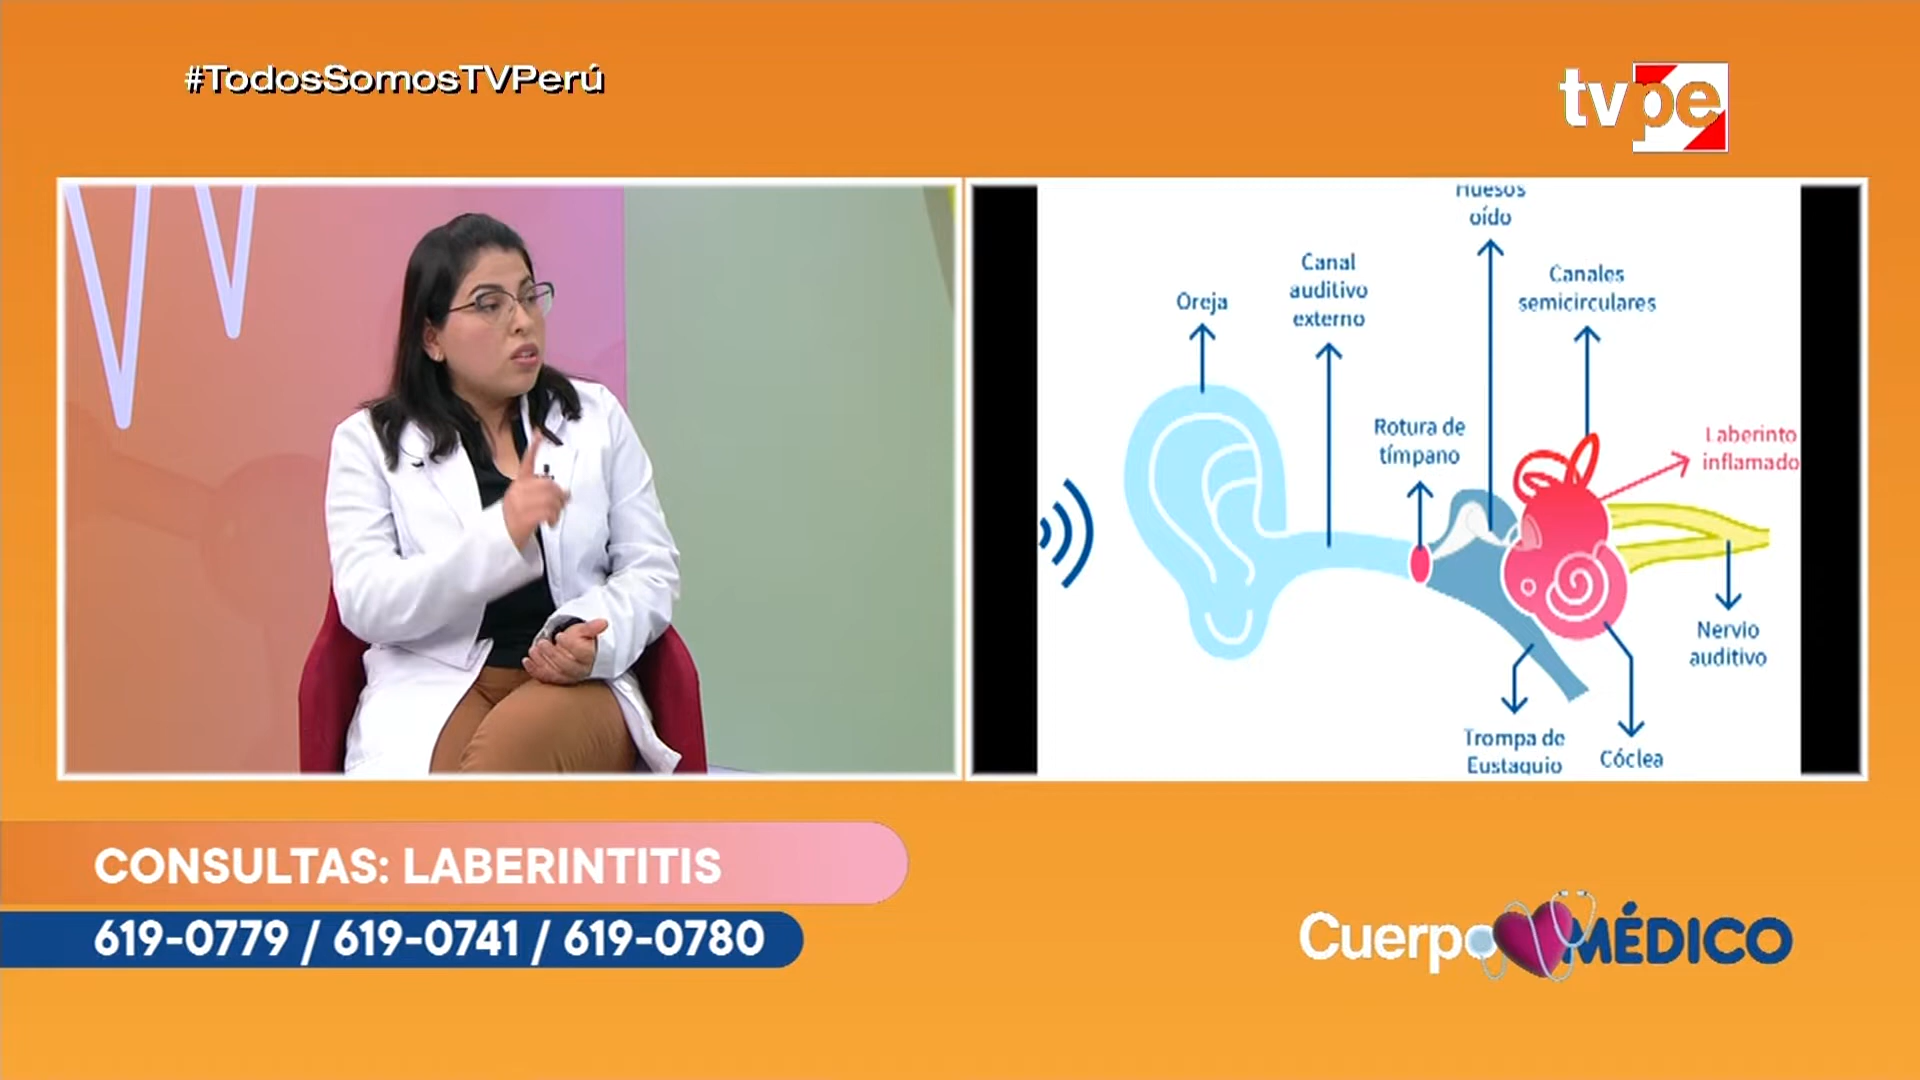 #TodosSomosTVPerú
tvpe
Huesos
oído
Canal
auditivo
externo
Canales
semicirculares
Oreja
Rotura de
tímpano
Laberinto
inflamado
Nervio
auditivo
Trompa de
Eustaquio
Cóclea
CONSULTAS: LABERINTITIS
619-0779 / 619-0741 / 619-0780
Cuerpo MÉDICO